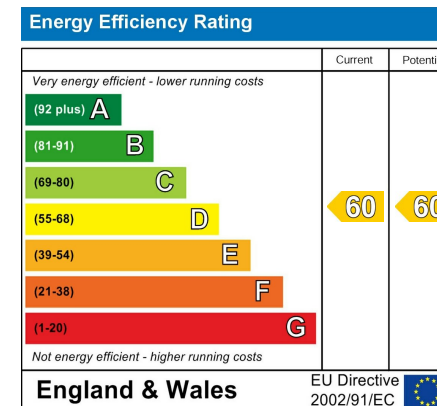 Energy Efficiency Rating
Current Potenti
Very energy efficient - lower running costs
(92 plus) A
(81-91) B
(69-80) C
(55-68) D
60 60
(39-54) E
(21-38) F
(1-20) G
Not energy efficient - higher running costs
England & Wales
EU Directive
2002/91/EC